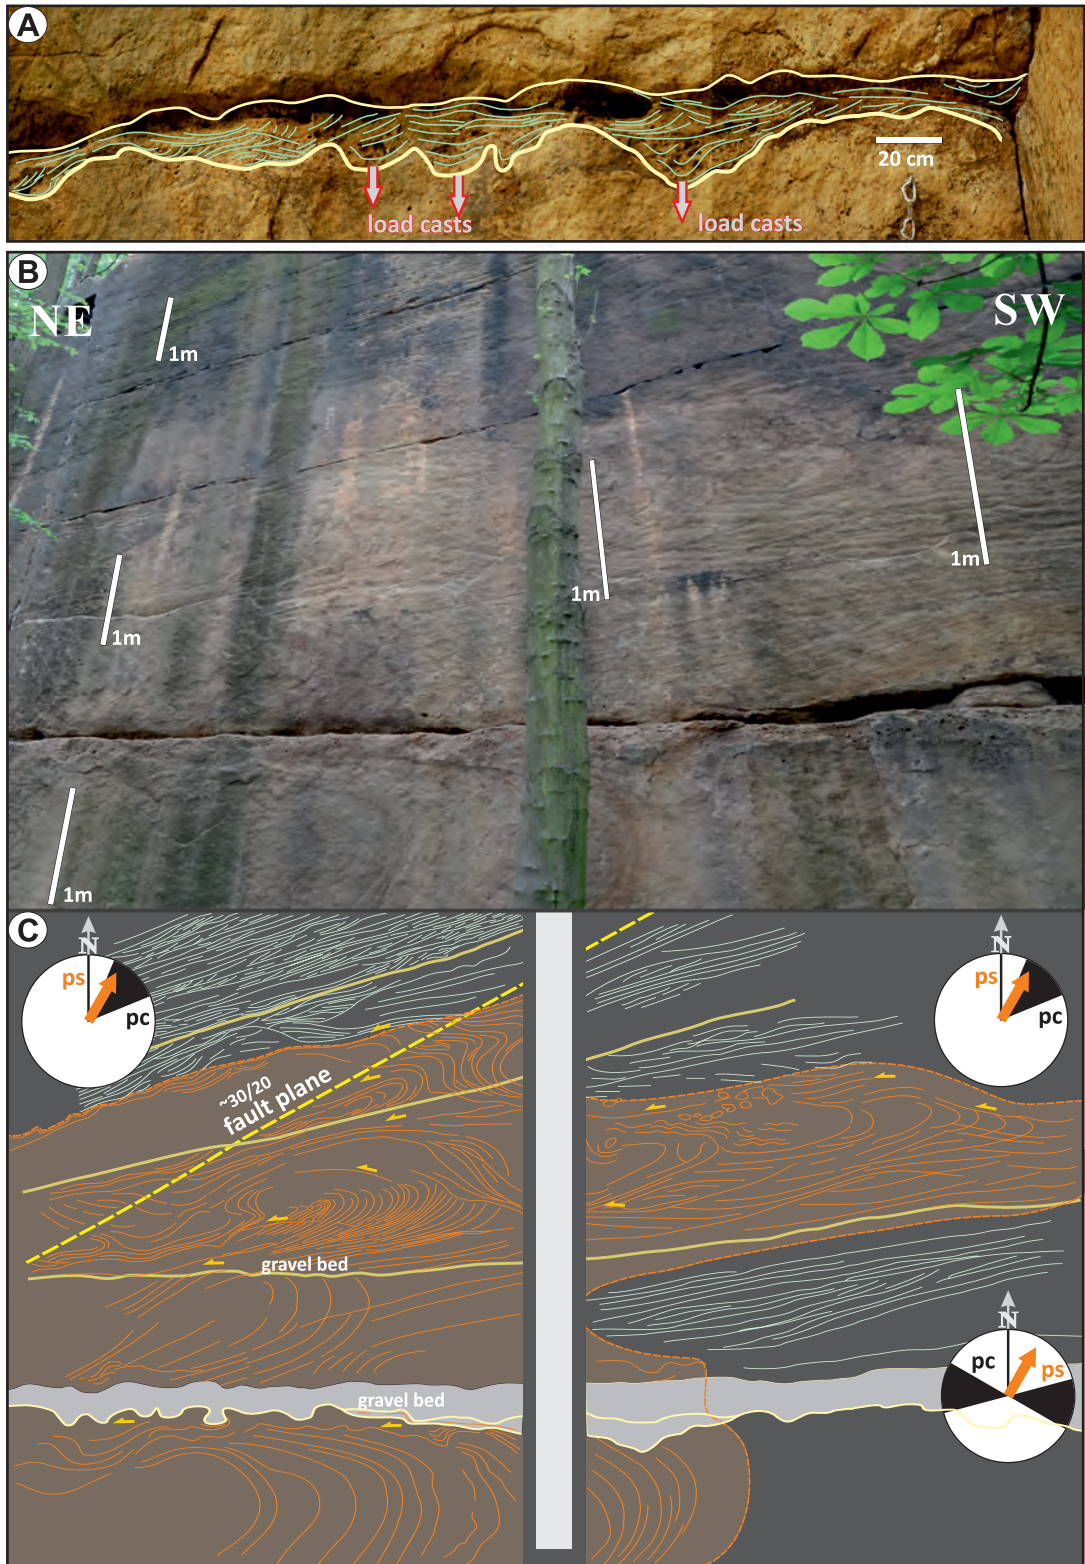 A
20 cm
load casts
load casts
B
NE
SW
1m
1m
1m
1m
1m
C
N
ps
pc
N
ps
pc
~30/20
fault plane
gravel bed
N
pc
ps
gravel bed